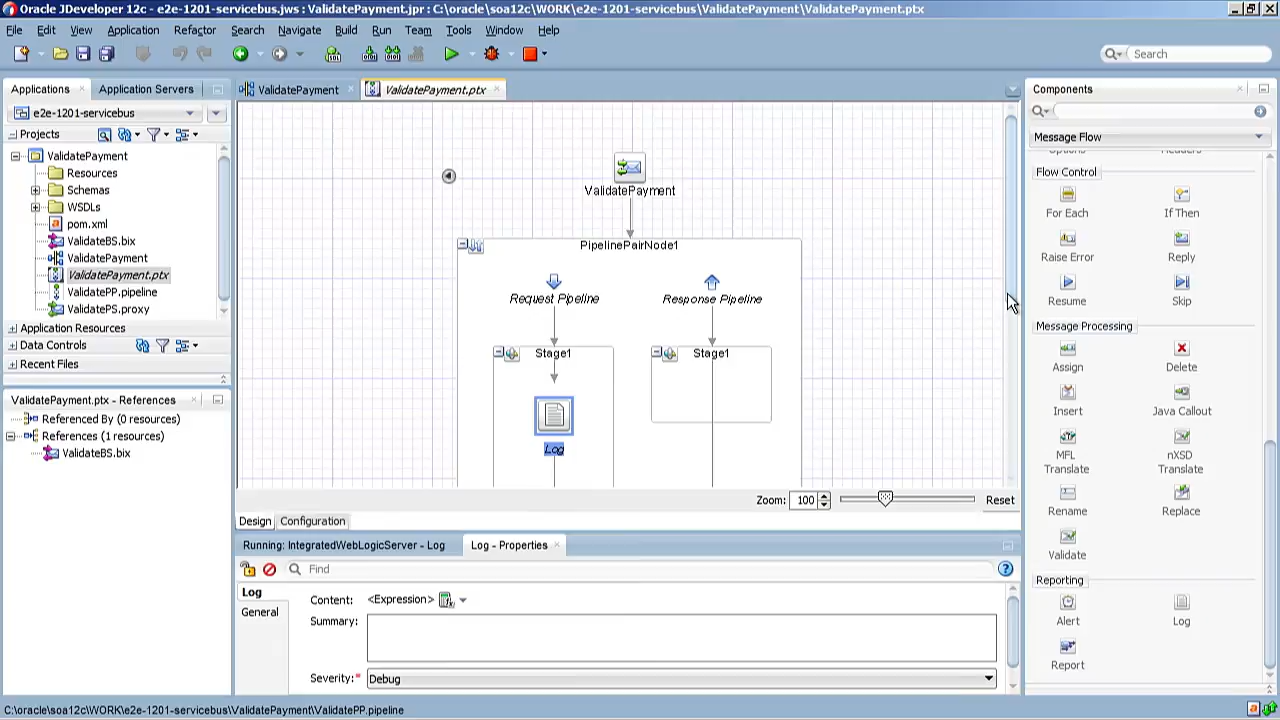 Oracle JDeveloper 12c - e2e-1201-servicebus.jws : ValidatePayment.jpr : C:\oracle\soa12c\WORK\e2e-1201-servicebus\ValidatePayment\ValidatePayment.ptx
File Edit View Application Refactor Search Navigate Build Run Team Tools Window Help
Search
Applications Application Servers
e2e-1201-servicebus
Projects
ValidatePayment
Resources
Schemas
WSDLs
pom.xml
ValidateBS.bix
ValidatePayment
ValidatePayment.ptx
ValidatePP.pipeline
ValidatePS.proxy
Application Resources
Data Controls
Recent Files
ValidatePayment.ptx - References
Referenced By (0 resources)
References (1 resources)
ValidateBS.bix
ValidatePayment ValidatePayment.ptx
ValidatePayment
PipelinePairNode1
Request Pipeline Response Pipeline
Stage1 Stage1
Log
Zoom: 100 Reset
Design Configuration
Running: IntegratedWebLogicServer - Log Log - Properties
Find
Log
General
Content: <Expression>
Summary:
Severity:* Debug
Components
Message Flow
Options Headers
Flow Control
For Each If Then
Raise Error Reply
Resume Skip
Message Processing
Assign Delete
Insert Java Callout
MFL Translate nXSD Translate
Rename Replace
Validate
Reporting
Alert Log
Report
C:\oracle\soa12c\WORK\e2e-1201-servicebus\ValidatePayment\ValidatePP.pipeline